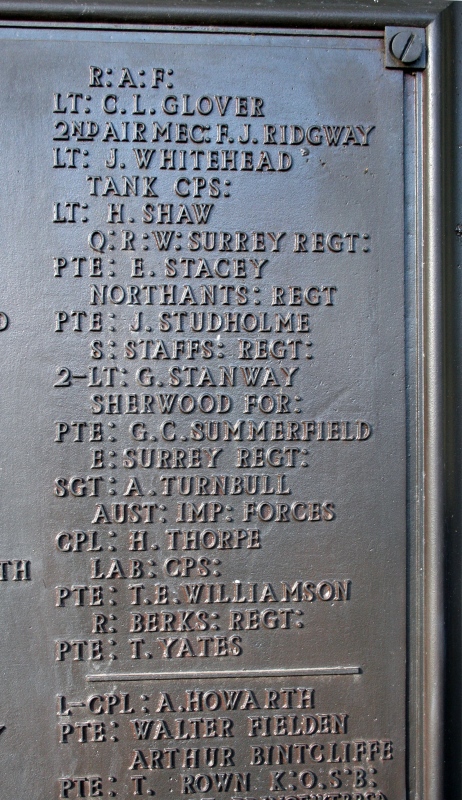 R:A:F:
LT: C.L.GLOVER
2ND AIR MEC: F.J.RIDGWAY
LT: J.WHITEHEAD
TANK CPS:
LT: H.SHAW
Q:R:W:SURREY REGT:
PTE: E.STACEY
NORTHANTS: REGT
PTE: J.STUDHOLME
S:STAFFS: REGT:
2-LT: G.STANWAY
SHERWOOD FOR:
PTE: G.C.SUMMERFIELD
E:SURREY REGT:
SGT: A.TURNBULL
AUST: IMP: FORCES
CPL: H.THORPE
LAB: CPS:
TH
PTE: T.E.WILLIAMSON
R: BERKS: REGT:
PTE: T.YATES
L-CPL: A.HOWARTH
PTE: WALTER FIELDEN
ARTHUR BINTCLIFFE
PTE: T. ROWN K:O:S:B: